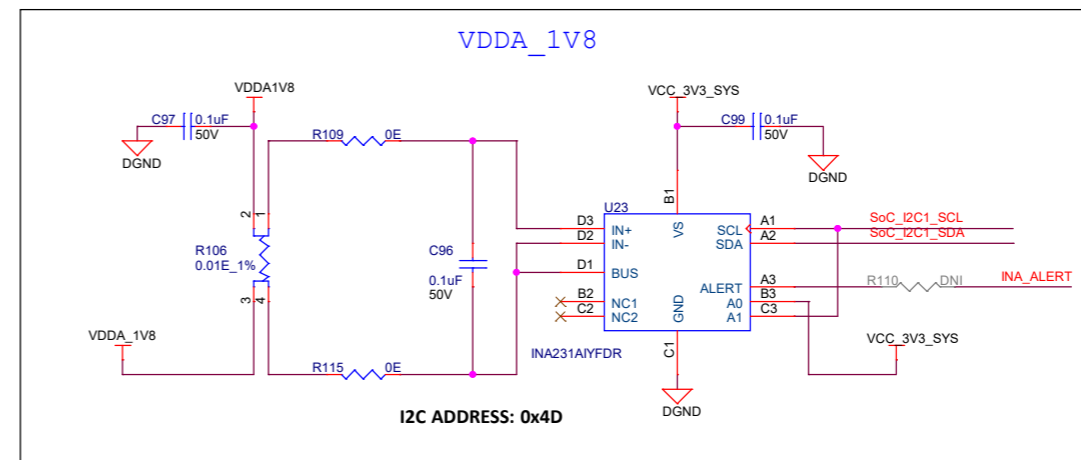 VDDA_1V8
VDDA1V8
VCC_3V3_SYS
C97 0.1uF
50V
DGND
C99 0.1uF
50V
DGND
R109 0E
2 1
R106
0.01E_1%
3 4
C96
0.1uF
50V
U23
B1
VS
D3 IN+
D2 IN-
D1 BUS
B2 NC1
C2 NC2
SCL A1 SoC_I2C1_SCL
SDA A2 SoC_I2C1_SDA
ALERT A3 R110 DNI INA_ALERT
A0 B3
A1 C3
GND
C1
INA231AIYFDR
VDDA_1V8
VCC_3V3_SYS
R115 0E
DGND
I2C ADDRESS: 0x4D